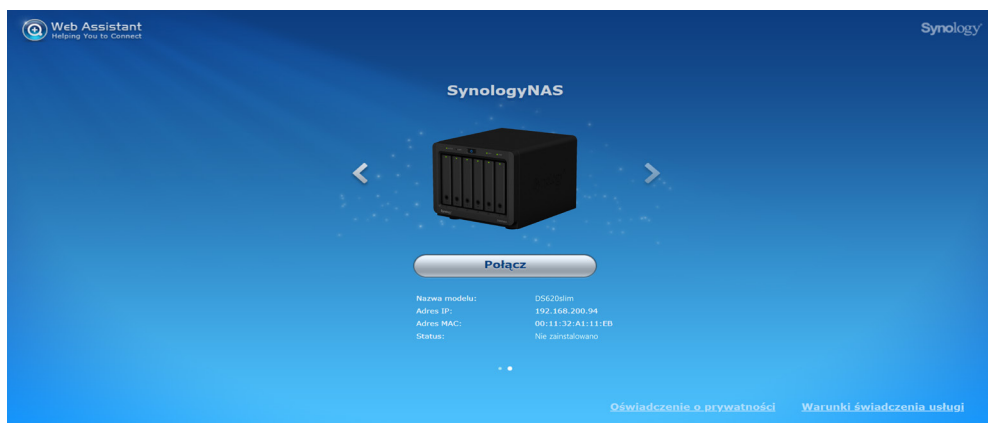 Web Assistant
Helping You to Connect
Synology
SynologyNAS
Połącz
Nazwa modelu: DS620slim
Adres IP: 192.168.200.94
Adres MAC: 00:11:32:A1:11:EB
Status: Nie zainstalowano
Oświadczenie o prywatności Warunki świadczenia usługi